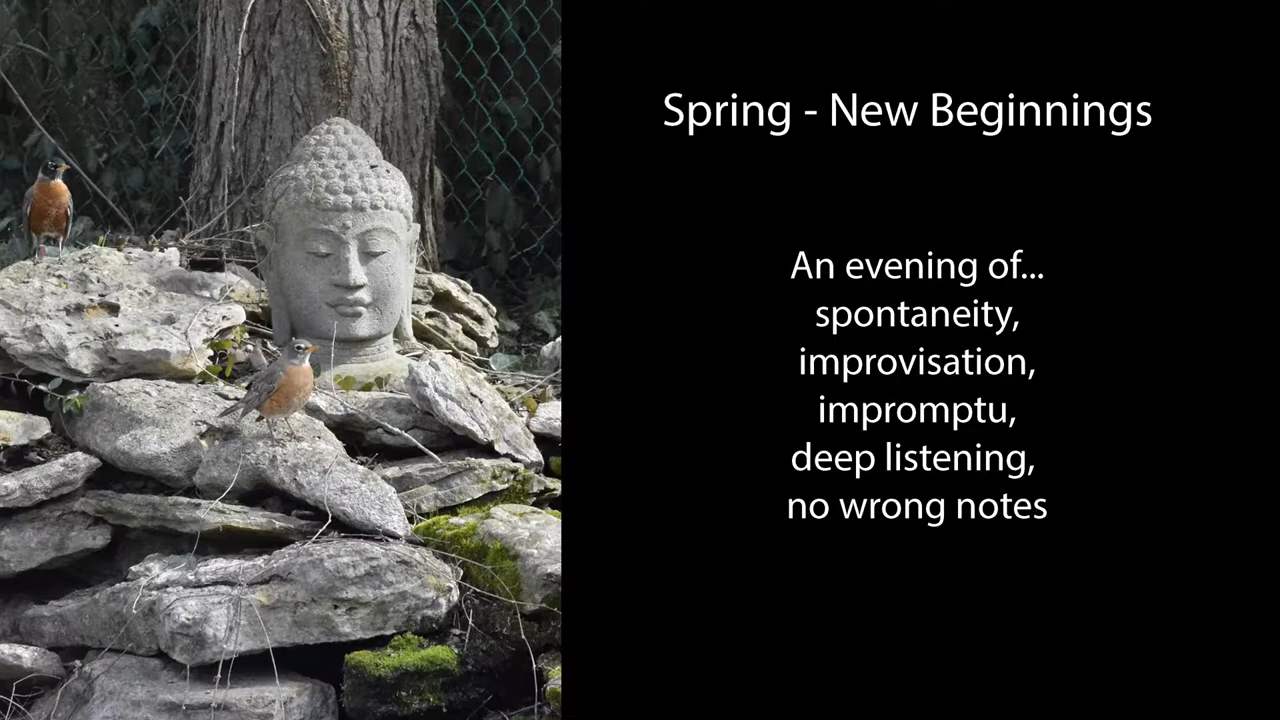 Spring - New Beginnings
An evening of...
spontaneity,
improvisation,
impromptu,
deep listening,
no wrong notes